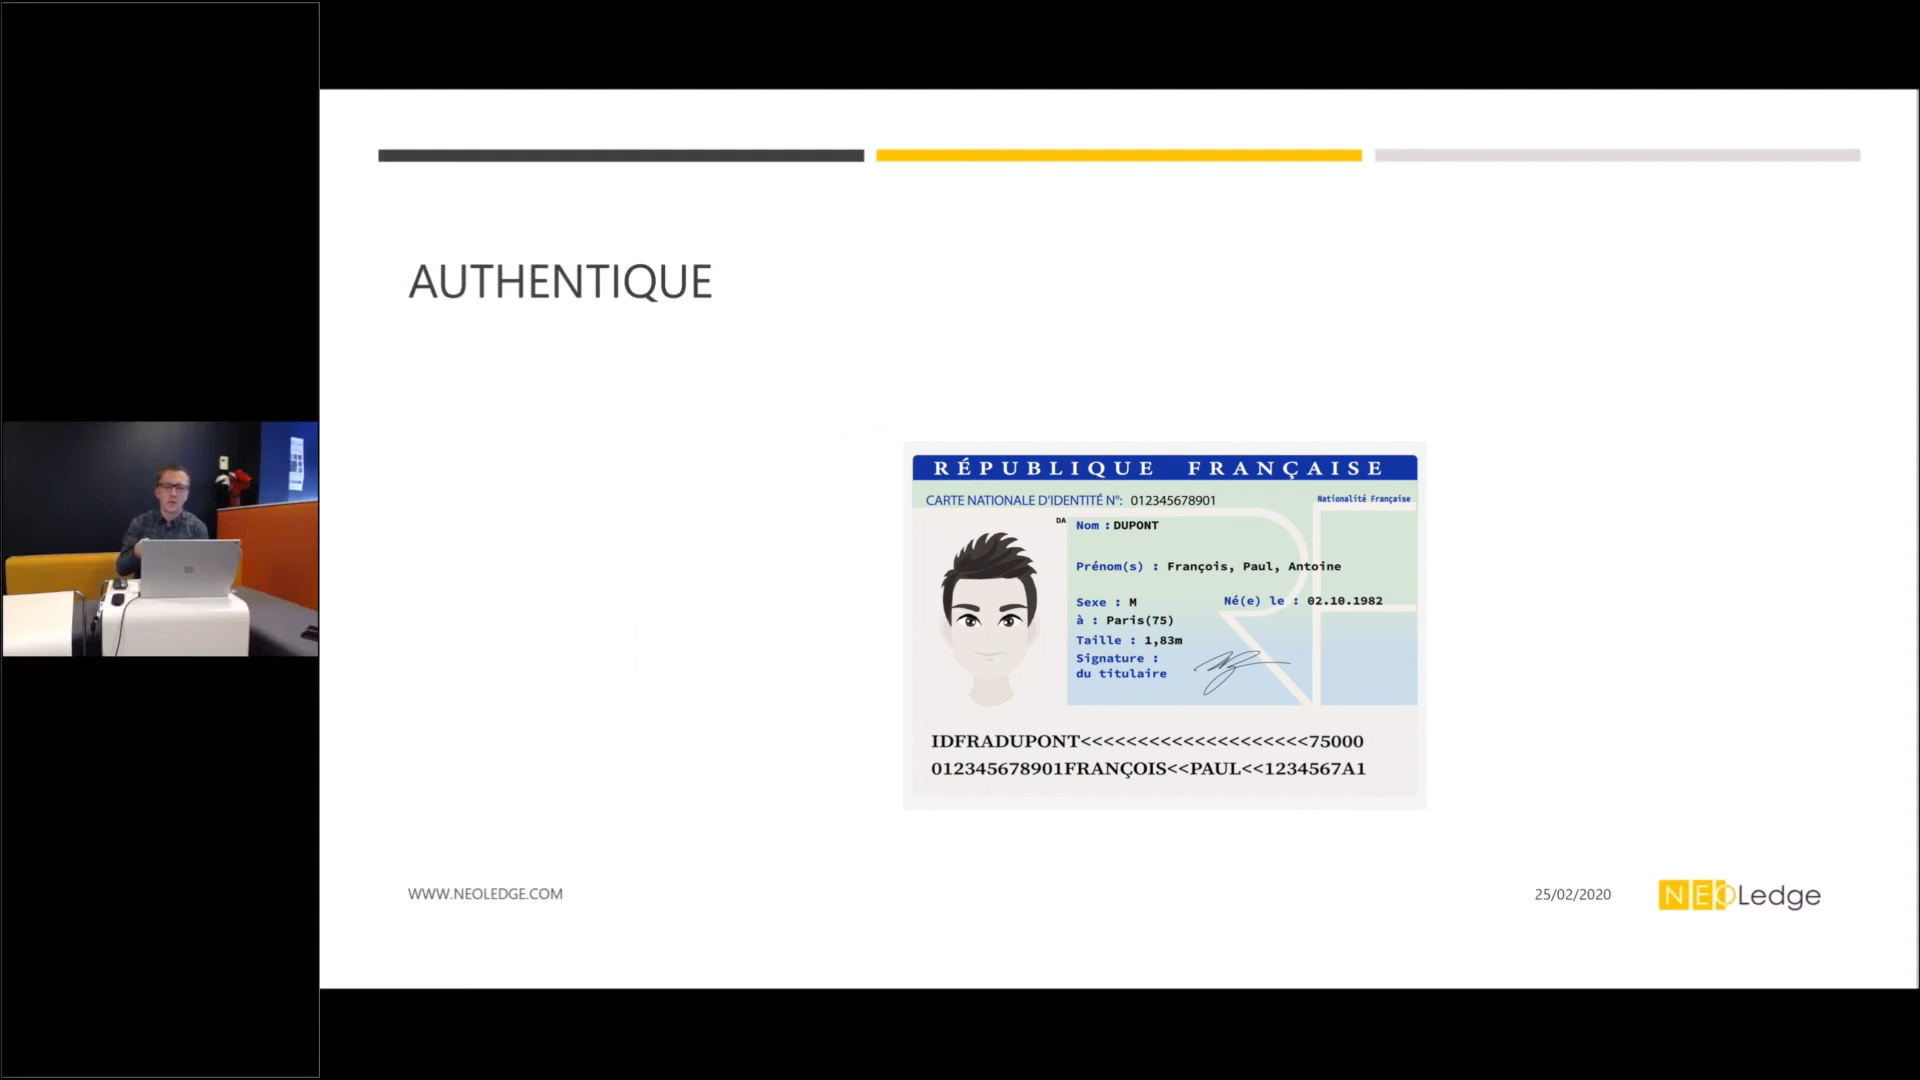 AUTHENTIQUE
RÉPUBLIQUE FRANÇAISE
CARTE NATIONALE D'IDENTITÉ N°: 012345678901
Nationalité Française
DA
Nom : DUPONT
Prénom(s) : François, Paul, Antoine
Sexe : M
Né(e) le : 02.10.1982
à : Paris(75)
Taille : 1,83m
Signature :
du titulaire
RF
IDFRADUPONT<<<<<<<<<<<<<<<<<<<<75000
012345678901FRANÇOIS<<PAUL<<1234567A1
WWW.NEOLEDGE.COM
25/02/2020
NEOLedge